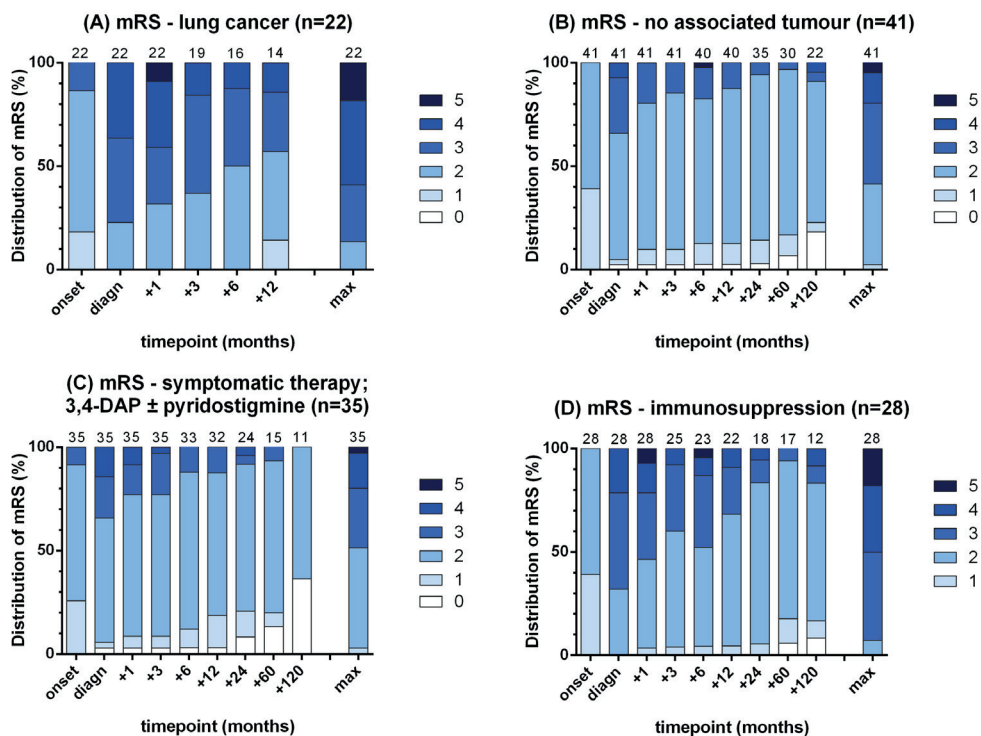 (A) mRS - lung cancer (n=22)
22 22 22 19 16 14 22
Distribution of mRS (%)
100
50
0
onset diagn +1 +3 +6 +12 max
timepoint (months)
5
4
3
2
1
0
(B) mRS - no associated tumour (n=41)
41 41 41 41 40 40 35 30 22 41
Distribution of mRS (%)
100
50
0
onset diagn +1 +3 +6 +12 +24 +60 +120 max
timepoint (months)
5
4
3
2
1
0
(C) mRS - symptomatic therapy;
3,4-DAP ± pyridostigmine (n=35)
35 35 35 35 33 32 24 15 11 35
Distribution of mRS (%)
100
50
0
onset diagn +1 +3 +6 +12 +24 +60 +120 max
timepoint (months)
5
4
3
2
1
0
(D) mRS - immunosuppression (n=28)
28 28 28 25 23 22 18 17 12 28
Distribution of mRS (%)
100
50
0
onset diagn +1 +3 +6 +12 +24 +60 +120 max
timepoint (months)
5
4
3
2
1